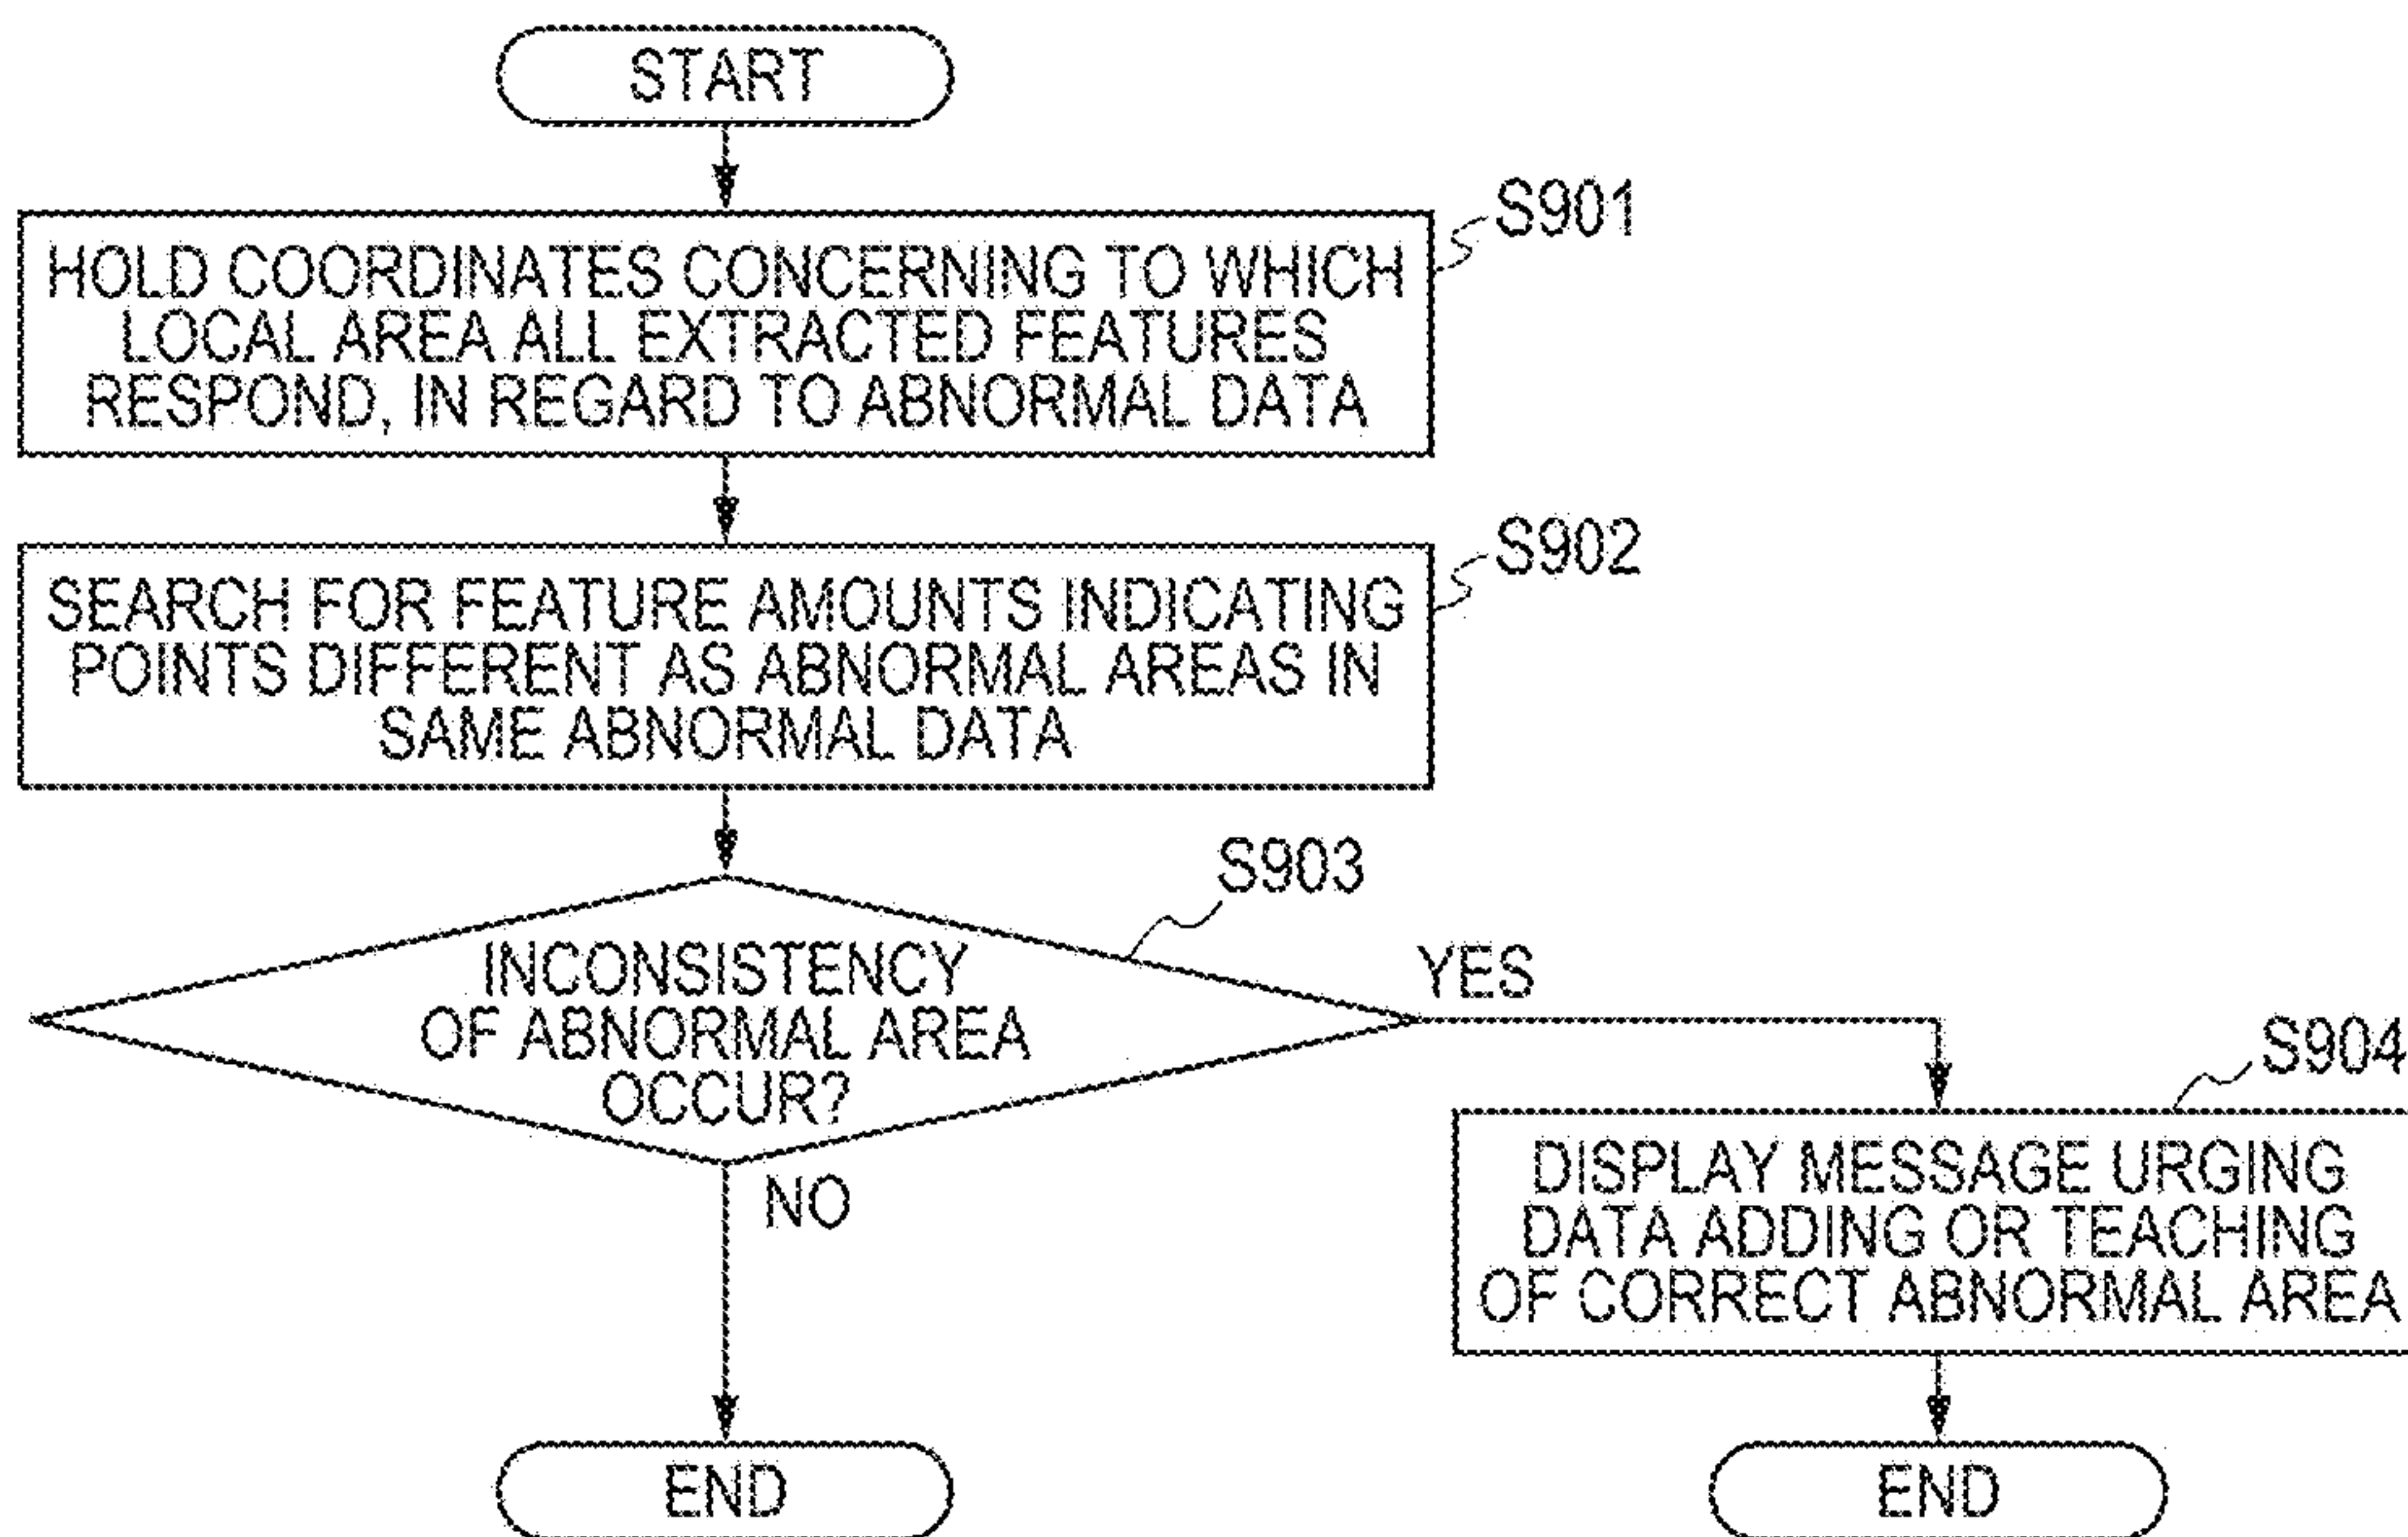 START
S901
HOLD COORDINATES CONCERNING TO WHICH
LOCAL AREA ALL EXTRACTED FEATURES
RESPOND, IN REGARD TO ABNORMAL DATA
S902
SEARCH FOR FEATURE AMOUNTS INDICATING
POINTS DIFFERENT AS ABNORMAL AREAS IN
SAME ABNORMAL DATA
S903
INCONSISTENCY
OF ABNORMAL AREA
OCCUR?
YES
NO
S904
DISPLAY MESSAGE URGING
DATA ADDING OR TEACHING
OF CORRECT ABNORMAL AREA
END
END